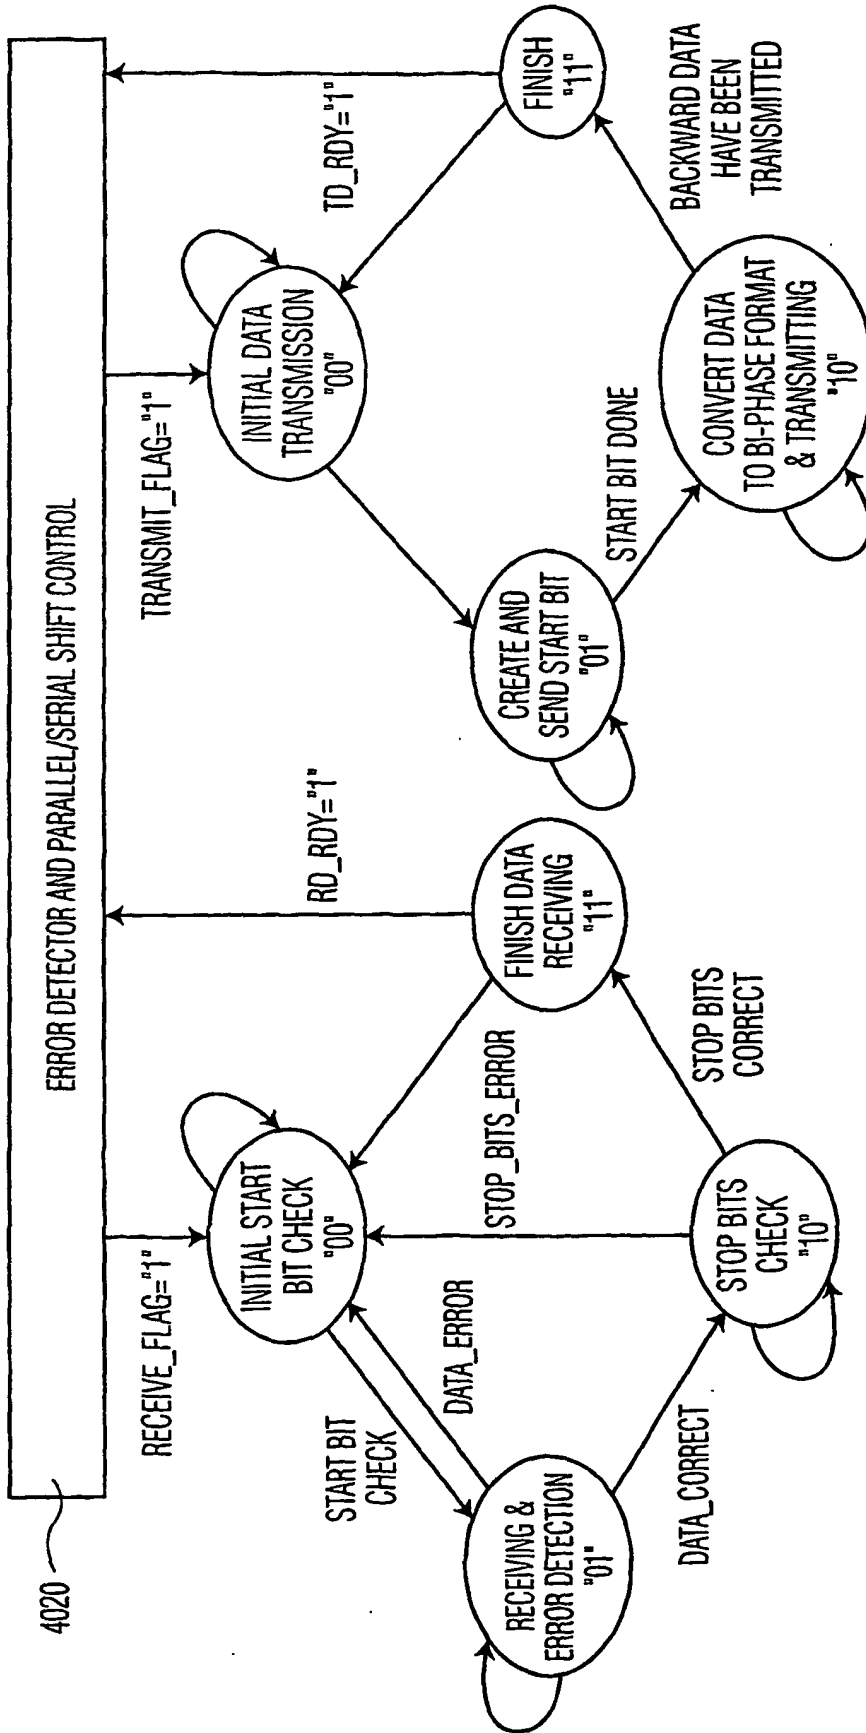 4020
ERROR DETECTOR AND PARALLEL/SERIAL SHIFT CONTROL
RECEIVE_FLAG="1"
RD_RDY="1"
TRANSMIT_FLAG="1"
TD_RDY="1"
INITIAL START
BIT CHECK
"00"
START BIT
CHECK
DATA_ERROR
STOP_BITS_ERROR
RECEIVING &
ERROR DETECTION
"01"
FINISH DATA
RECEIVING
"11"
DATA_CORRECT
STOP BITS
CORRECT
STOP BITS
CHECK
"10"
INITIAL DATA
TRANSMISSION
"00"
FINISH
"11"
CREATE AND
SEND START BIT
"01"
START BIT DONE
BACKWARD DATA
HAVE BEEN
TRANSMITTED
CONVERT DATA
TO BI-PHASE FORMAT
& TRANSMITTING
"10"